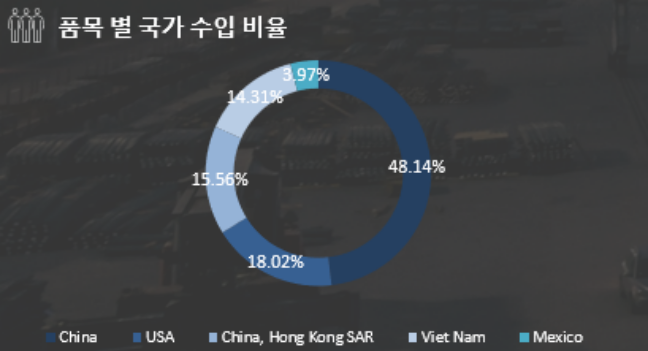 품목 별 국가 수입 비율
3.97%
14.31%
48.14%
15.56%
18.02%
China USA China, Hong Kong SAR Viet Nam Mexico